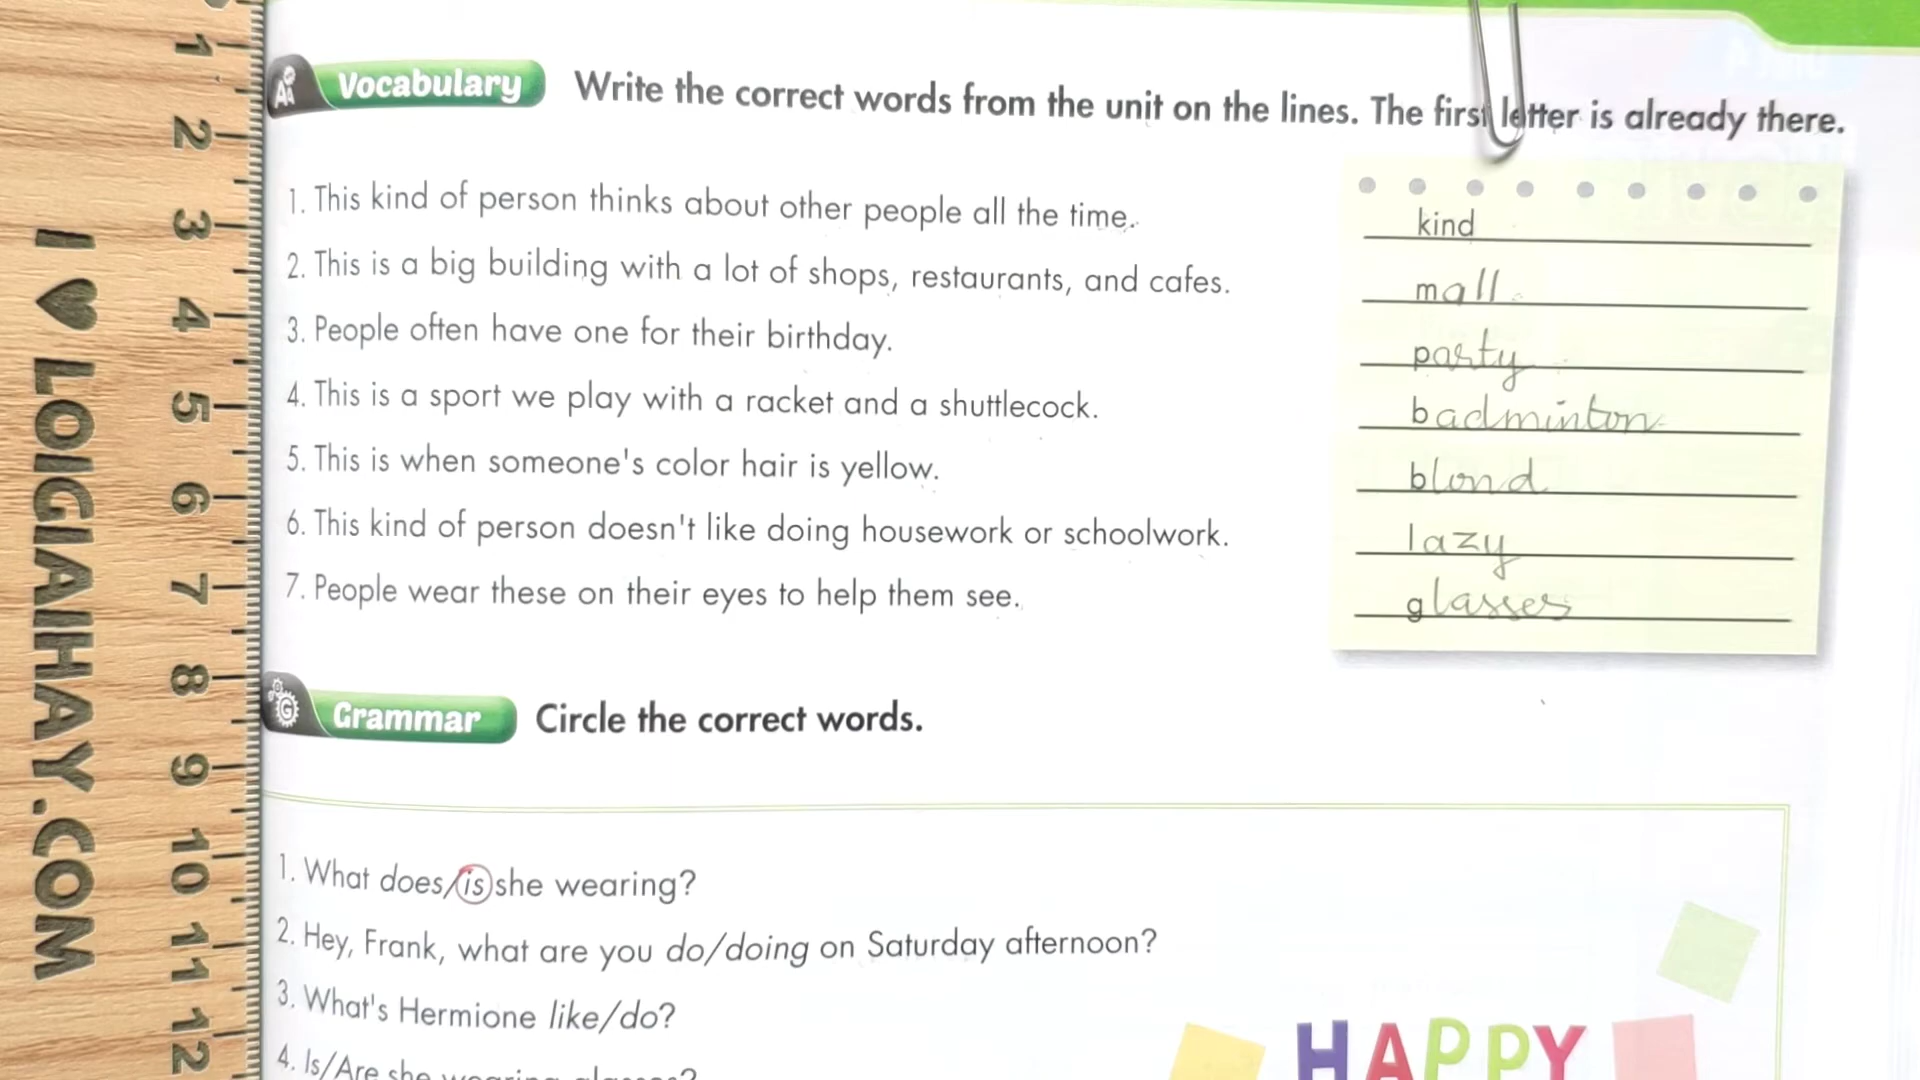 Vocabulary Write the correct words from the unit on the lines. The first letter is already there.
1. This kind of person thinks about other people all the time.
kind
2. This is a big building with a lot of shops, restaurants, and cafes.
mall
3. People often have one for their birthday.
party
4. This is a sport we play with a racket and a shuttlecock.
badminton
5. This is when someone's color hair is yellow.
blond
6. This kind of person doesn't like doing housework or schoolwork.
lazy
7. People wear these on their eyes to help them see.
glasses
Grammar Circle the correct words.
1. What does/is she wearing?
2. Hey, Frank, what are you do/doing on Saturday afternoon?
3. What's Hermione like/do?
4. Is/Are she wearing glasses?
HAPPY
1 2 3 4 5 6 7 8 9 10 11 12
I ♥ LOIGIAIHAY.COM